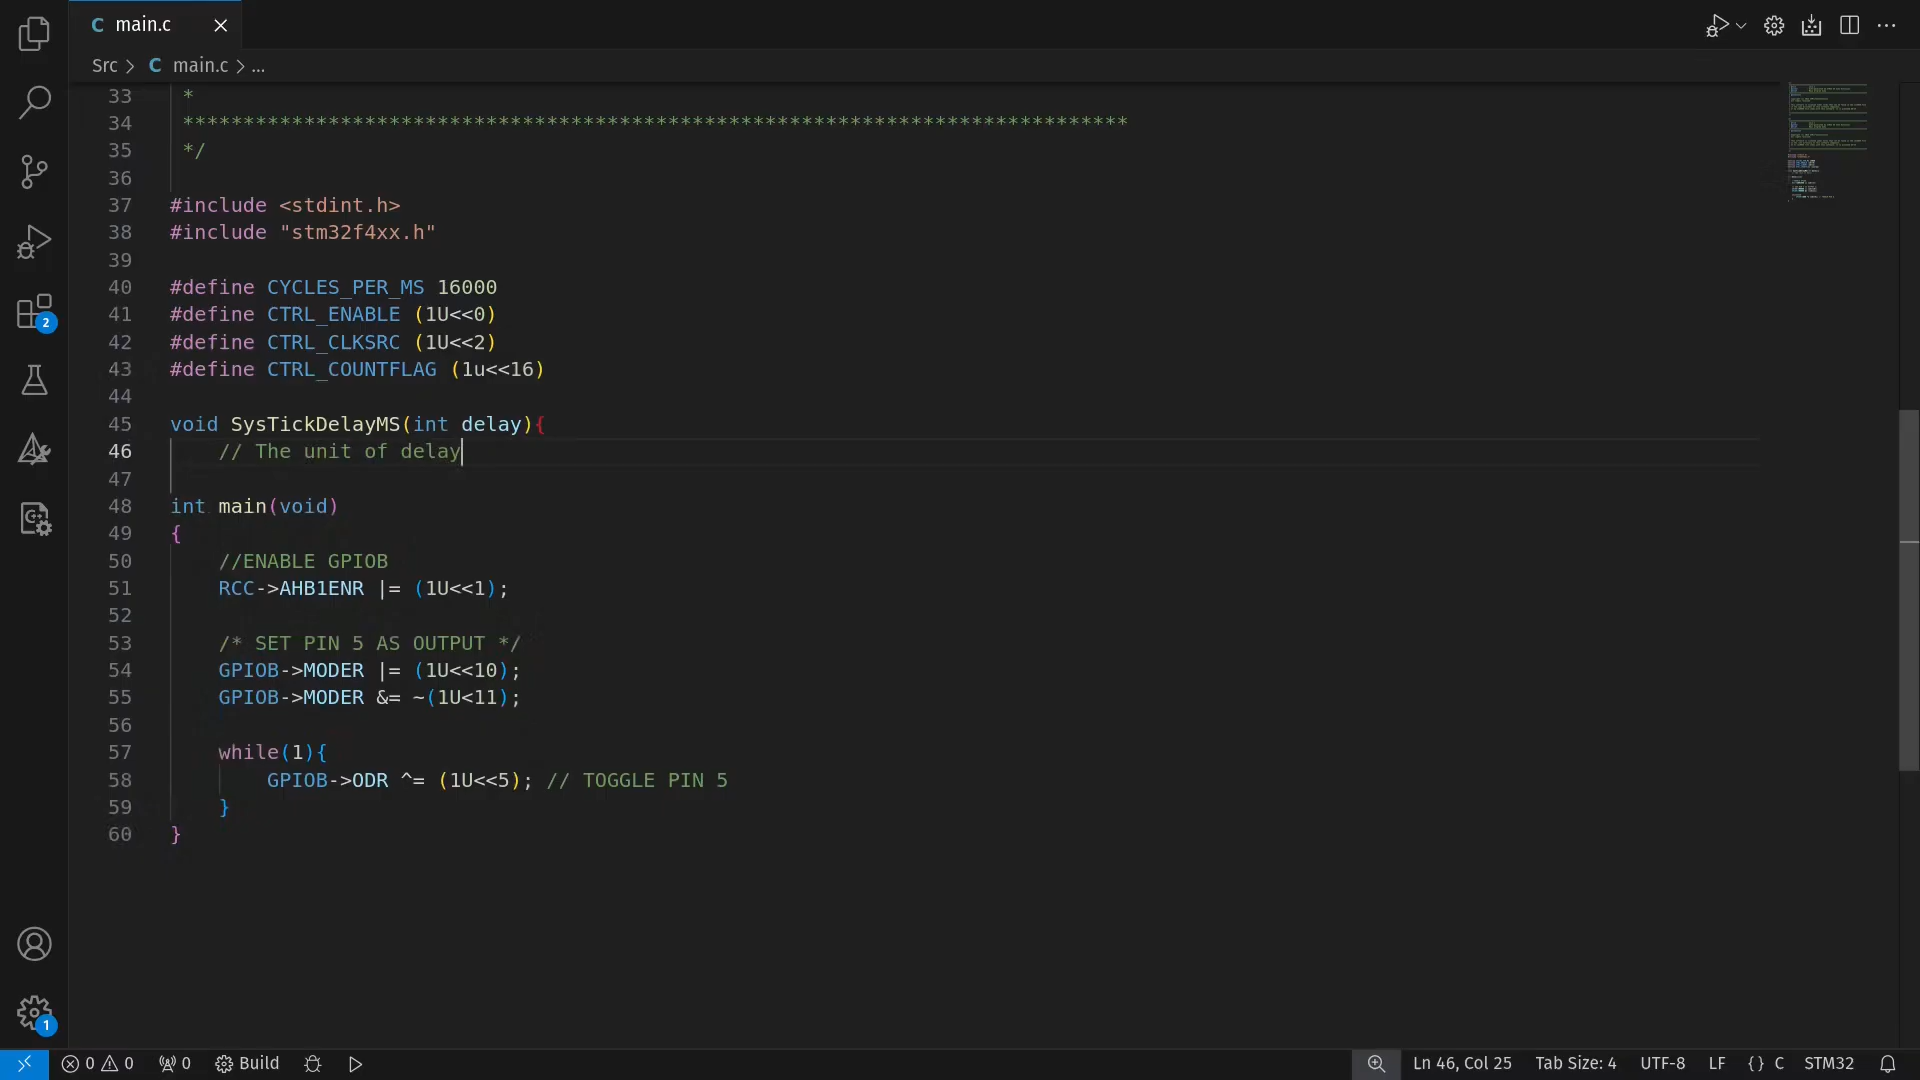 main.c
Src > main.c > ...
33 *
34 ******************************************************************************
35 */
36
37 #include <stdint.h>
38 #include "stm32f4xx.h"
39
40 #define CYCLES_PER_MS 16000
41 #define CTRL_ENABLE (1U<<0)
42 #define CTRL_CLKSRC (1U<<2)
43 #define CTRL_COUNTFLAG (1u<<16)
44
45 void SysTickDelayMS(int delay){
46 // The unit of delay
47
48 int main(void)
49 {
50 //ENABLE GPIOB
51 RCC->AHB1ENR |= (1U<<1);
52
53 /* SET PIN 5 AS OUTPUT */
54 GPIOB->MODER |= (1U<<10);
55 GPIOB->MODER &= ~(1U<11);
56
57 while(1){
58 GPIOB->ODR ^= (1U<<5); // TOGGLE PIN 5
59 }
60 }
2
1
0 0 0 Build Ln 46, Col 25 Tab Size: 4 UTF-8 LF {} C STM32